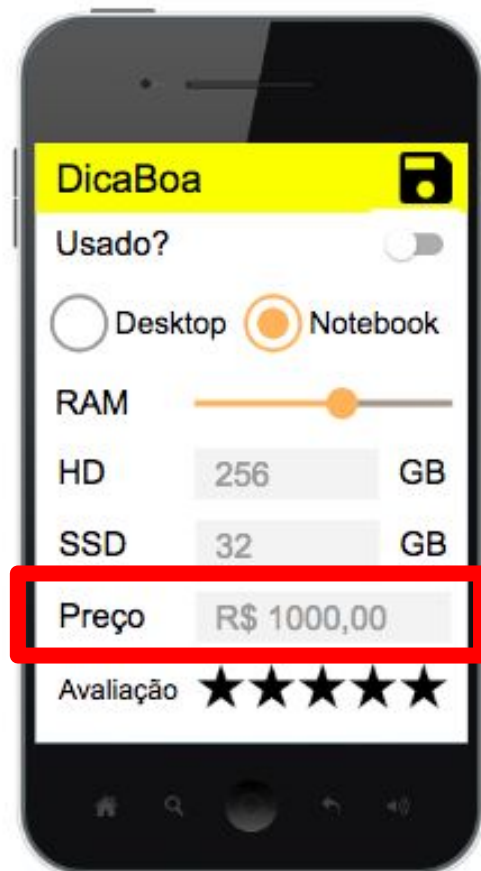 DicaBoa
Usado?
Desktop Notebook
RAM
HD 256 GB
SSD 32 GB
Preço R$ 1000,00
Avaliação